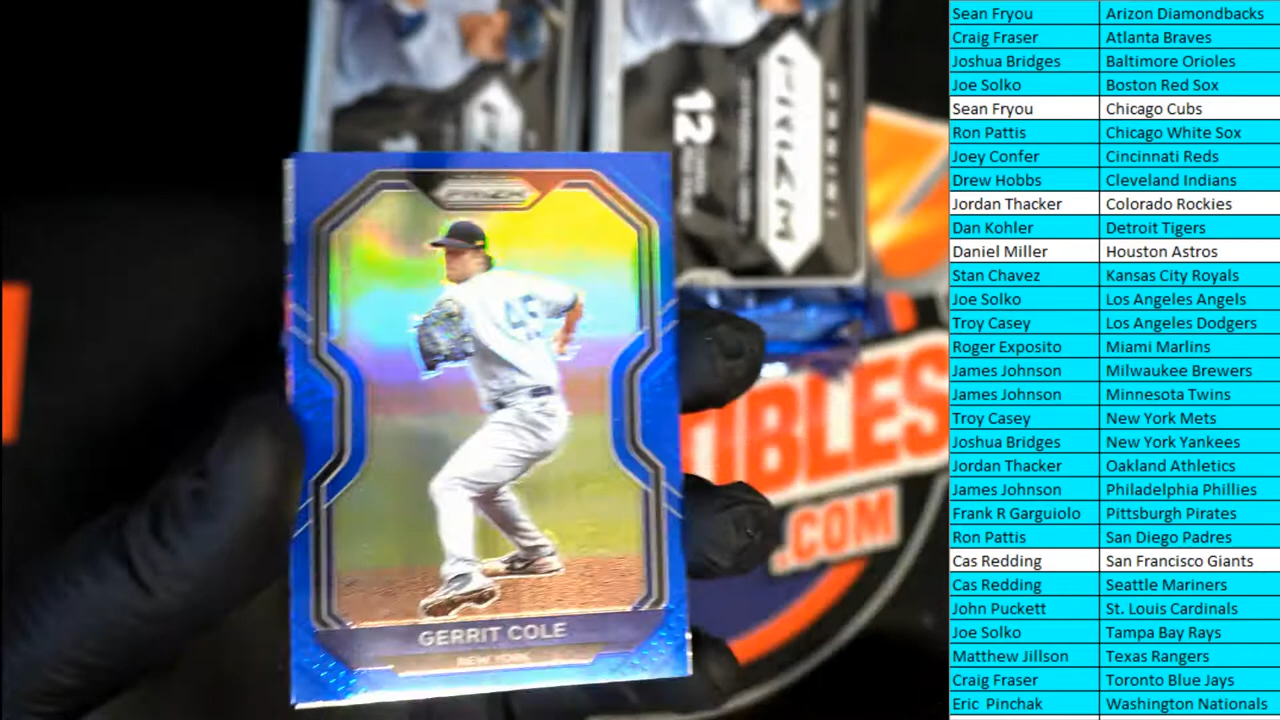 PRIZM
GERRIT COLE
NEW YORK
12
PANINI
PRIZM
IBLES
.COM
Sean Fryou Arizon Diamondbacks
Craig Fraser Atlanta Braves
Joshua Bridges Baltimore Orioles
Joe Solko Boston Red Sox
Sean Fryou Chicago Cubs
Ron Pattis Chicago White Sox
Joey Confer Cincinnati Reds
Drew Hobbs Cleveland Indians
Jordan Thacker Colorado Rockies
Dan Kohler Detroit Tigers
Daniel Miller Houston Astros
Stan Chavez Kansas City Royals
Joe Solko Los Angeles Angels
Troy Casey Los Angeles Dodgers
Roger Exposito Miami Marlins
James Johnson Milwaukee Brewers
James Johnson Minnesota Twins
Troy Casey New York Mets
Joshua Bridges New York Yankees
Jordan Thacker Oakland Athletics
James Johnson Philadelphia Phillies
Frank R Garguiolo Pittsburgh Pirates
Ron Pattis San Diego Padres
Cas Redding San Francisco Giants
Cas Redding Seattle Mariners
John Puckett St. Louis Cardinals
Joe Solko Tampa Bay Rays
Matthew Jillson Texas Rangers
Craig Fraser Toronto Blue Jays
Eric Pinchak Washington Nationals